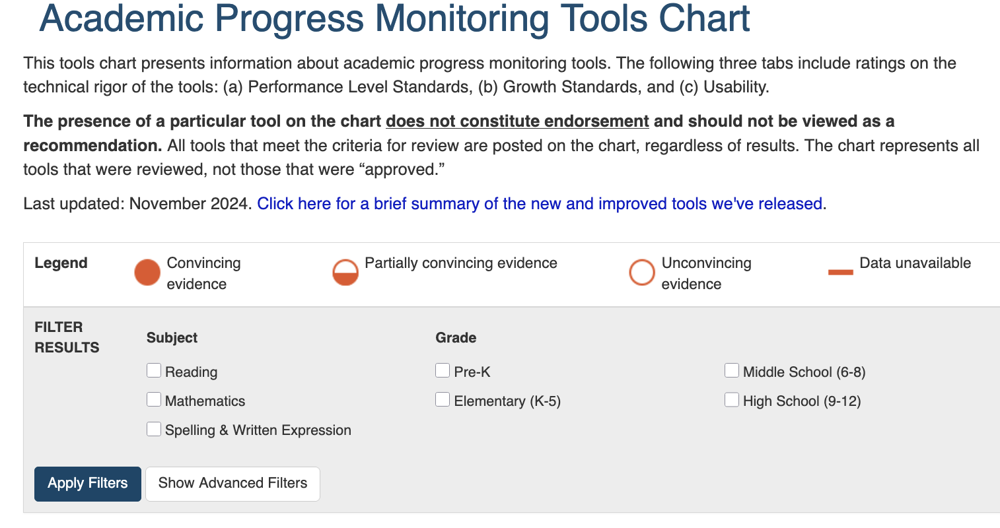 Academic Progress Monitoring Tools Chart
This tools chart presents information about academic progress monitoring tools. The following three tabs include ratings on the
technical rigor of the tools: (a) Performance Level Standards, (b) Growth Standards, and (c) Usability.
The presence of a particular tool on the chart does not constitute endorsement and should not be viewed as a
recommendation. All tools that meet the criteria for review are posted on the chart, regardless of results. The chart represents all
tools that were reviewed, not those that were “approved.”
Last updated: November 2024. Click here for a brief summary of the new and improved tools we've released.
Legend
Convincing
evidence
Partially convincing evidence
Unconvincing
evidence
Data unavailable
FILTER
RESULTS
Subject
Reading
Mathematics
Spelling & Written Expression
Grade
Pre-K
Elementary (K-5)
Middle School (6-8)
High School (9-12)
Apply Filters
Show Advanced Filters